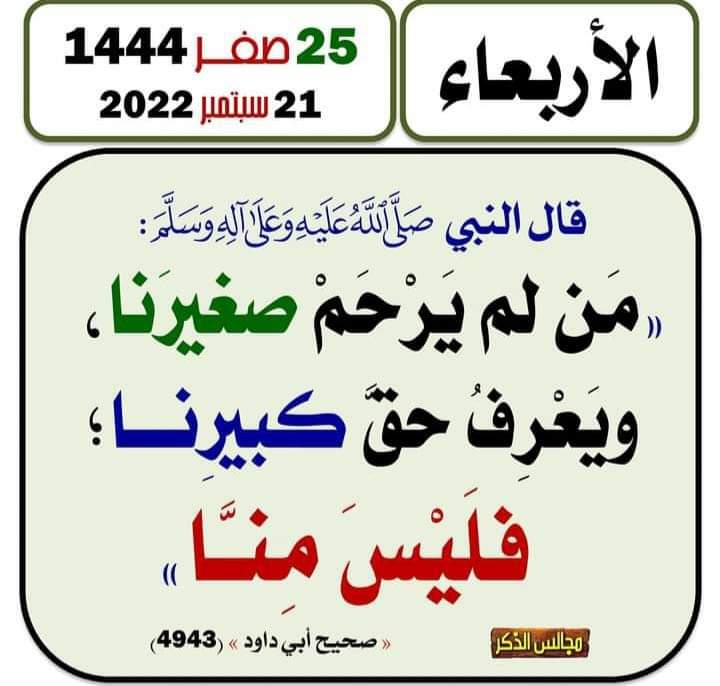 الأربعاء
25 صفر 1444
21 سبتمبر 2022
قال النبي صَلَّى اللَّهُ عَلَيْهِ وَعَلَىٰ آلِهِ وَسَلَّمَ :
« مَن لم يَرْحَمْ صغيرَنا ،
ويَعْرِفُ حقَّ كبيرِنا ؛
فلَيْسَ مِنَّا »
« صحيح أبي داود » (4943)
مجالس الذكر